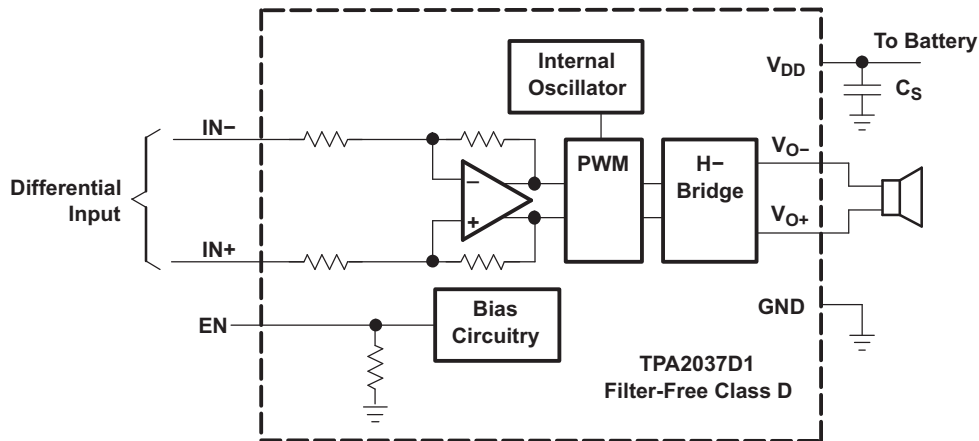 To Battery
Internal
Oscillator
VDD
CS
IN−
Differential
Input
−
+
PWM
H−
Bridge
VO−
VO+
IN+
EN
Bias
Circuitry
GND
TPA2037D1
Filter-Free Class D